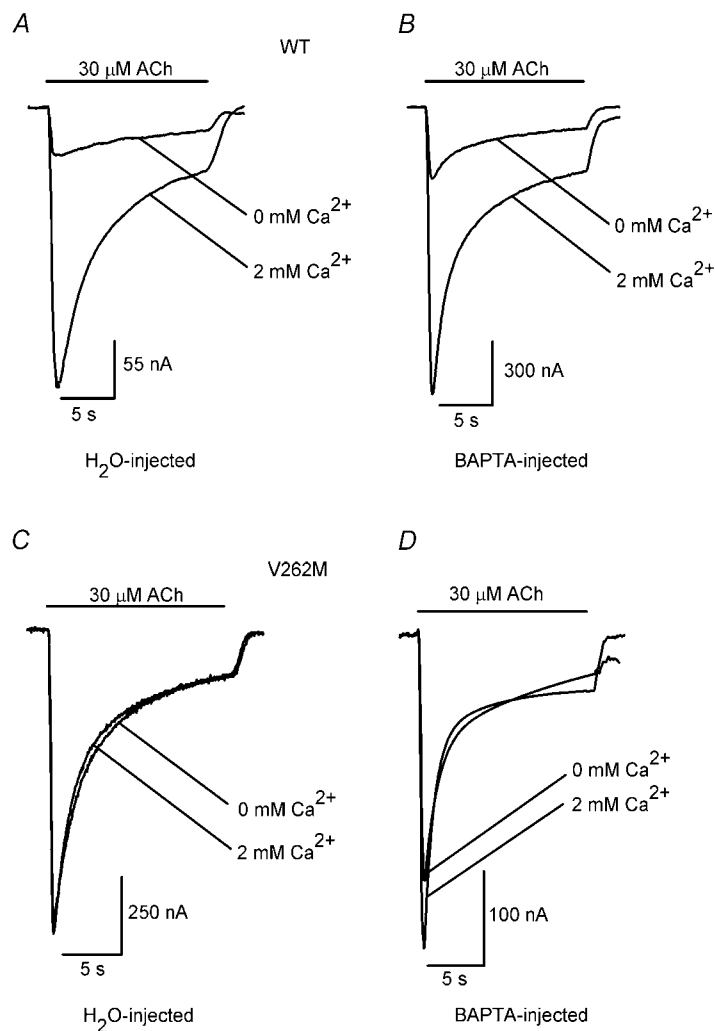 A
WT
30 μM ACh
0 mM Ca2+
2 mM Ca2+
55 nA
5 s
H2O-injected
B
30 μM ACh
0 mM Ca2+
2 mM Ca2+
300 nA
5 s
BAPTA-injected
C
V262M
30 μM ACh
0 mM Ca2+
2 mM Ca2+
250 nA
5 s
H2O-injected
D
30 μM ACh
0 mM Ca2+
2 mM Ca2+
100 nA
5 s
BAPTA-injected